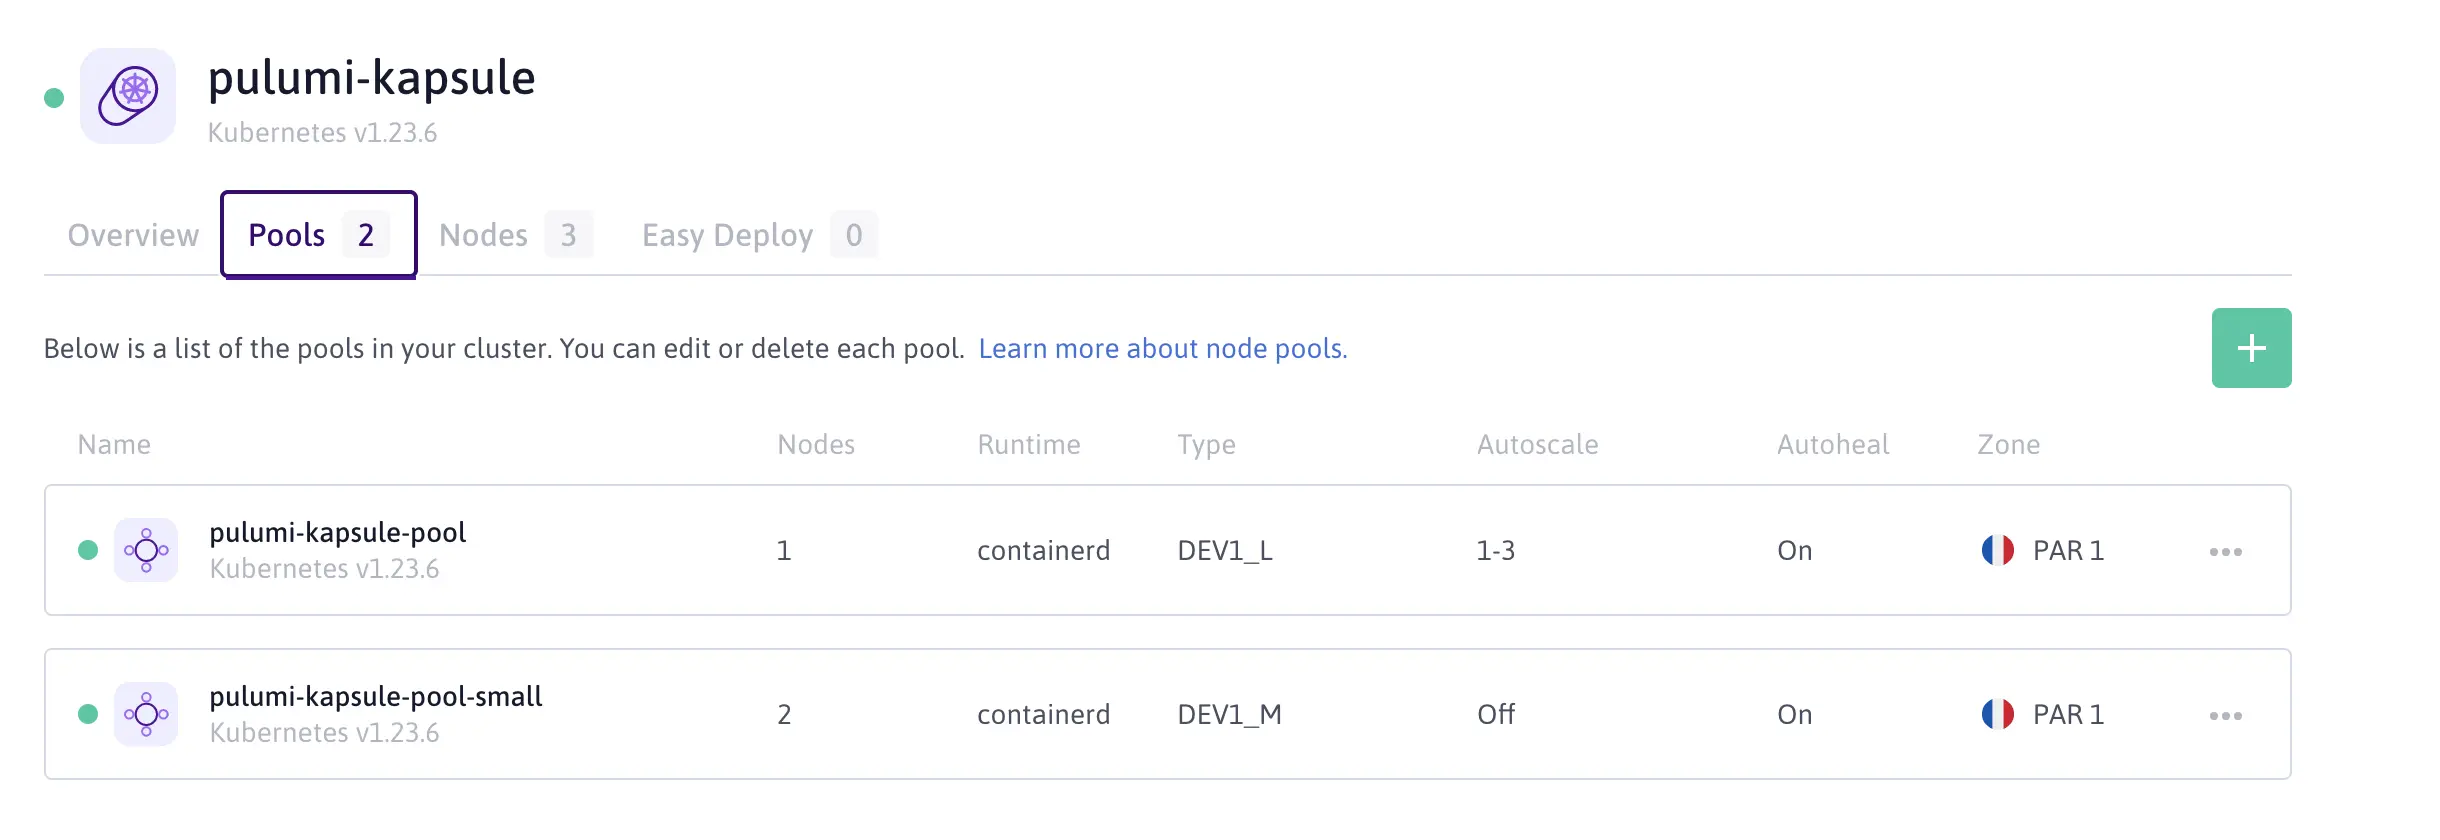 pulumi-kapsule
Kubernetes v1.23.6
Overview Pools 2 Nodes 3 Easy Deploy 0
Below is a list of the pools in your cluster. You can edit or delete each pool. Learn more about node pools.
+
Name Nodes Runtime Type Autoscale Autoheal Zone
pulumi-kapsule-pool
Kubernetes v1.23.6
1 containerd DEV1_L 1-3 On PAR 1
pulumi-kapsule-pool-small
Kubernetes v1.23.6
2 containerd DEV1_M Off On PAR 1